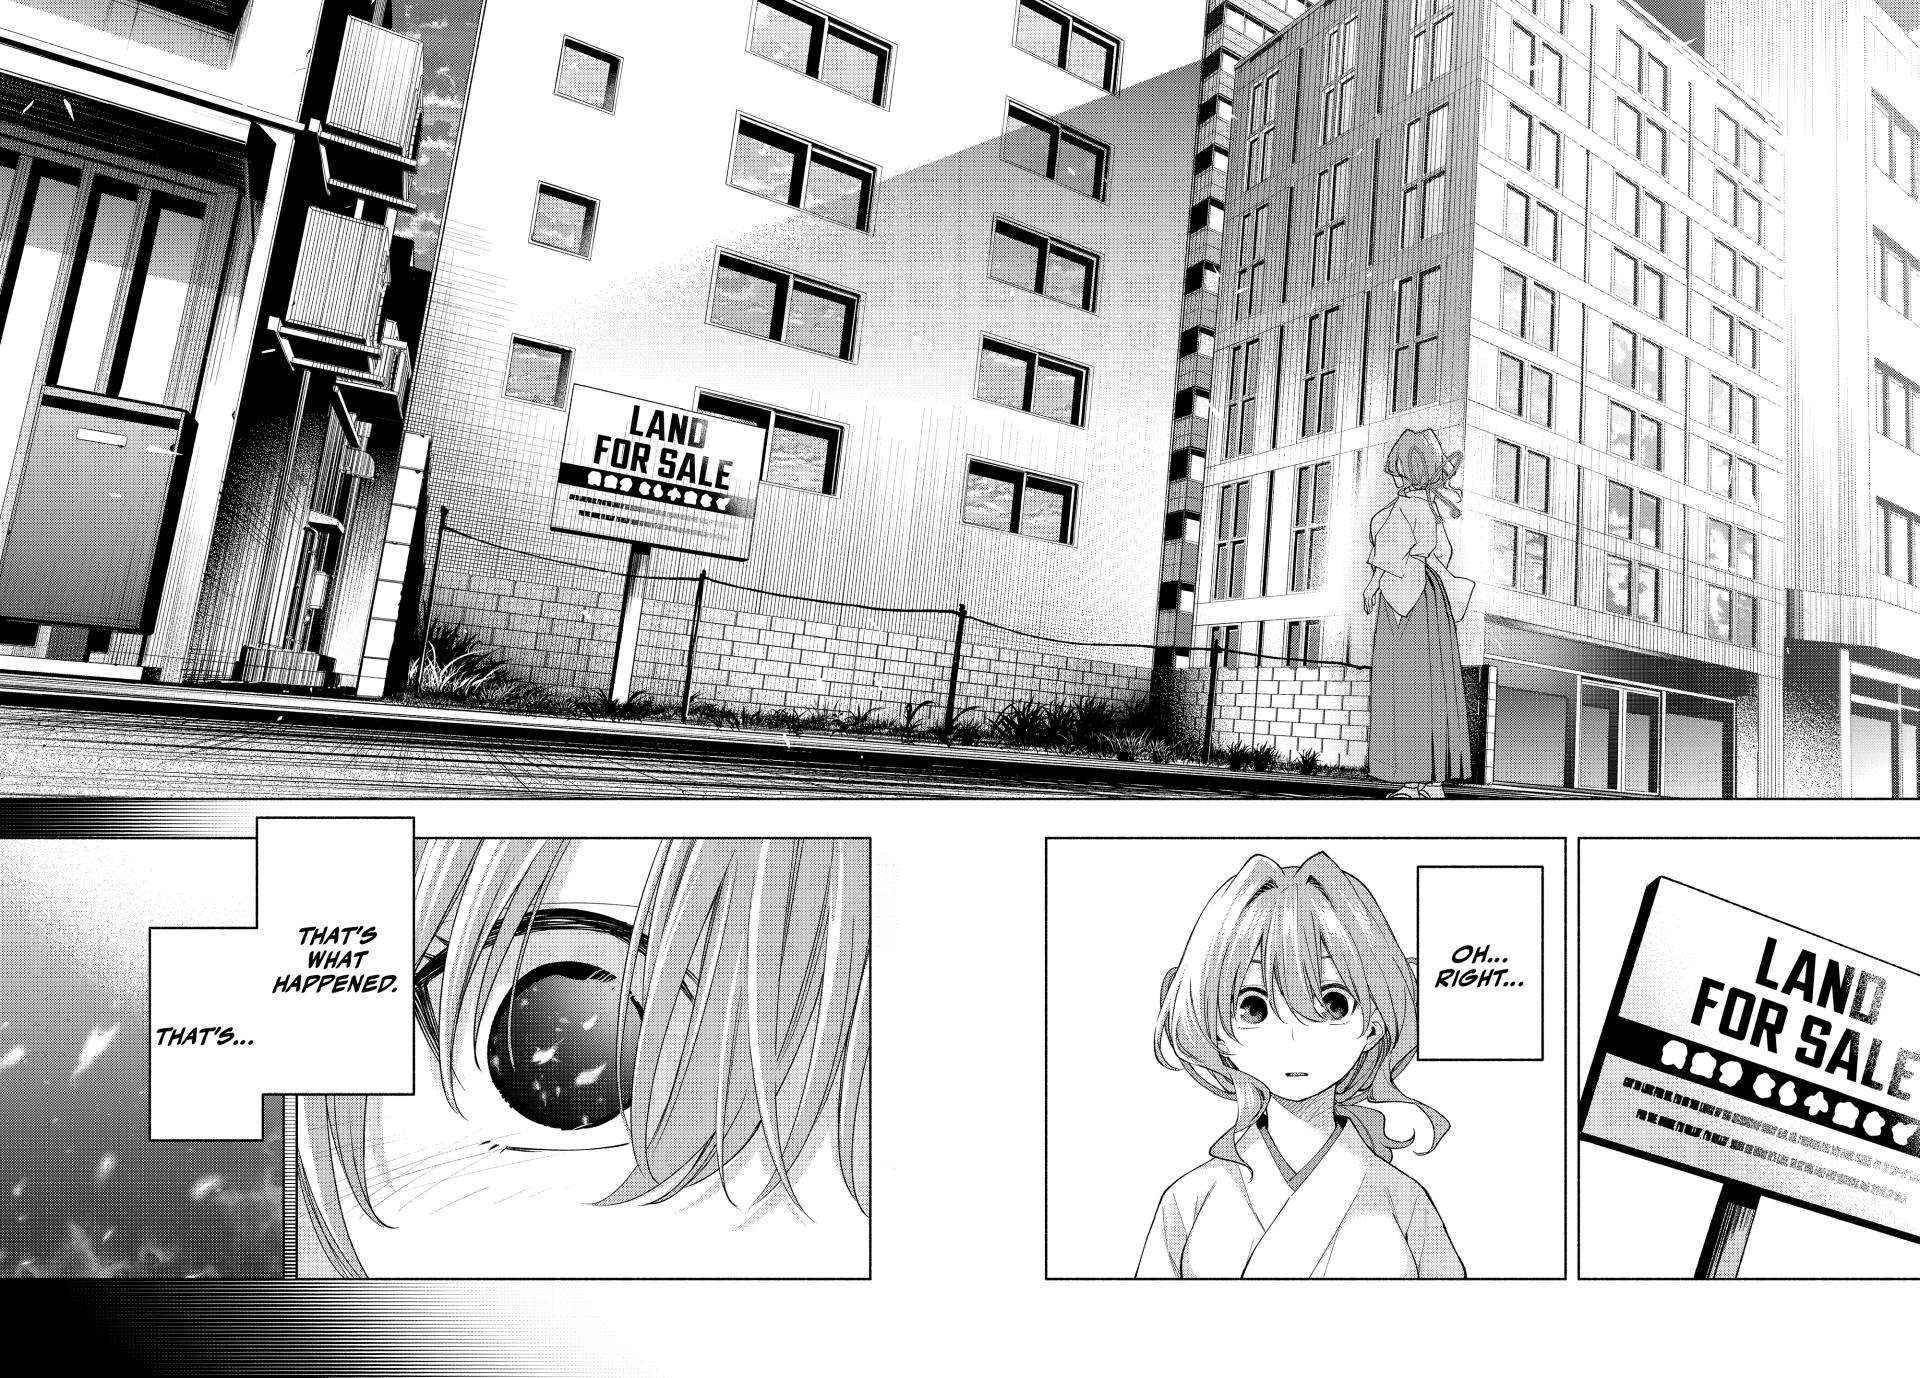 LAND
FOR SALE
LAND
FOR SALE
OH...
RIGHT...
THAT'S
WHAT
HAPPENED.
THAT'S...